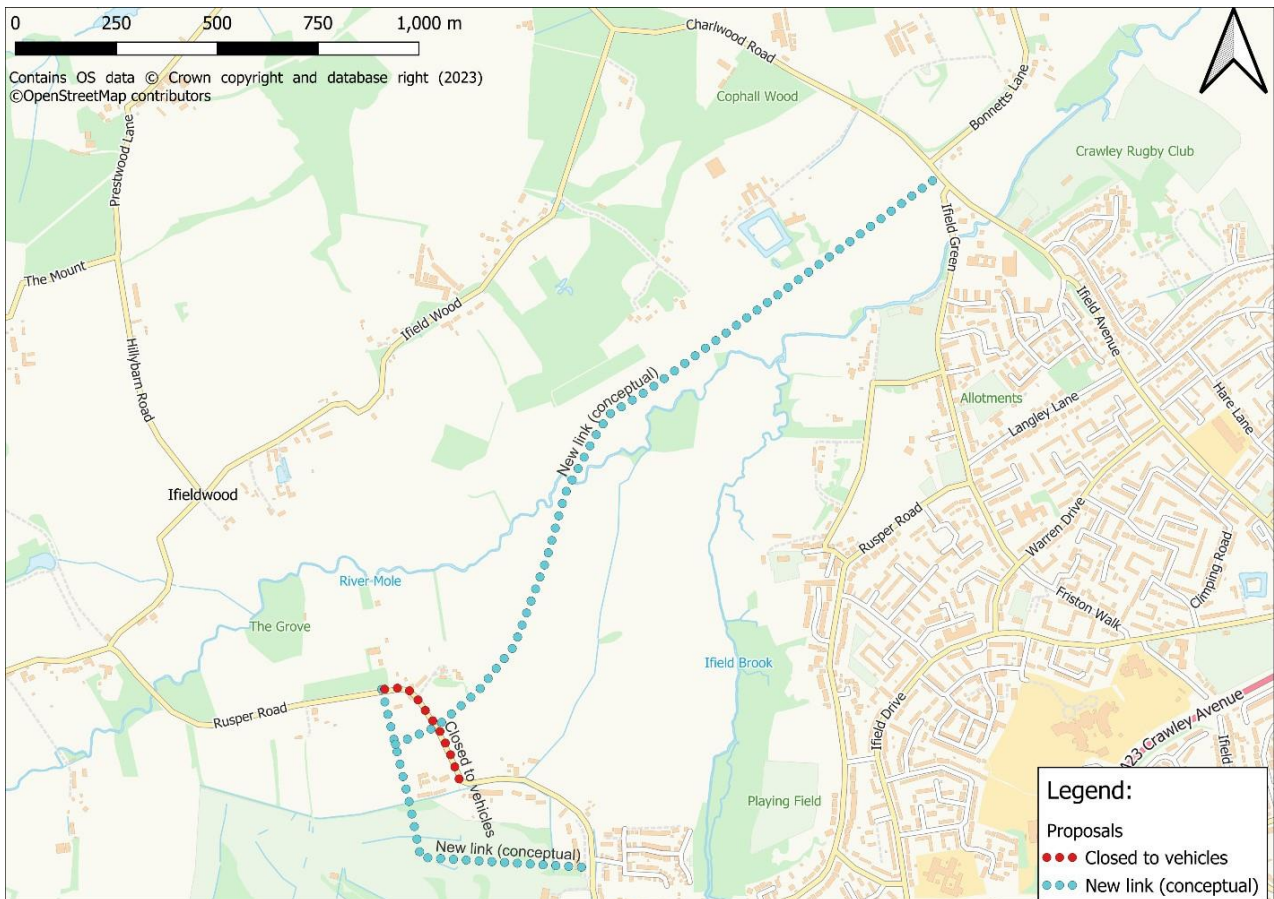 0 250 500 750 1,000 m
Contains OS data © Crown copyright and database right (2023)
©OpenStreetMap contributors
Charlwood Road
Cophall Wood
Bonnetts Lane
Crawley Rugby Club
Prestwood Lane
The Mount
Ifield Green
Ifield Wood
Ifield Avenue
Hillybarn Road
New link (conceptual)
Allotments
Langley Lane
Hare Lane
Ifieldwood
Rusper Road
Warren Drive
Climping Road
River Mole
Friston Walk
The Grove
Ifield Brook
Rusper Road
Closed to vehicles
Ifield Drive
A23 Crawley Avenue
Ifield
Playing Field
New link (conceptual)
Legend:
Proposals
Closed to vehicles
New link (conceptual)